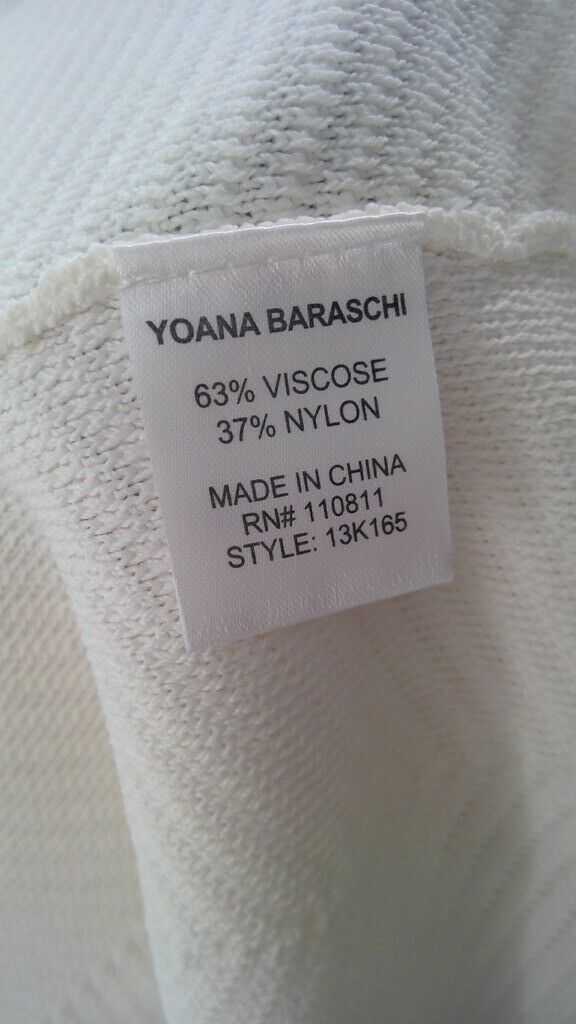 YOANA BARASCHI
63% VISCOSE
37% NYLON
MADE IN CHINA
RN# 110811
STYLE: 13K165